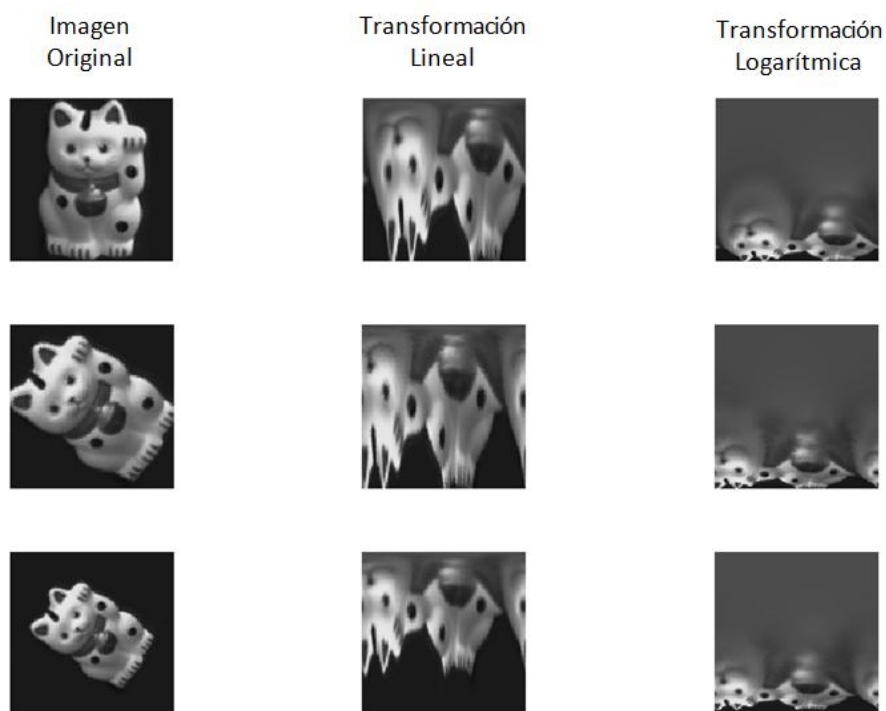 Imagen
Original
Transformación
Lineal
Transformación
Logarítmica